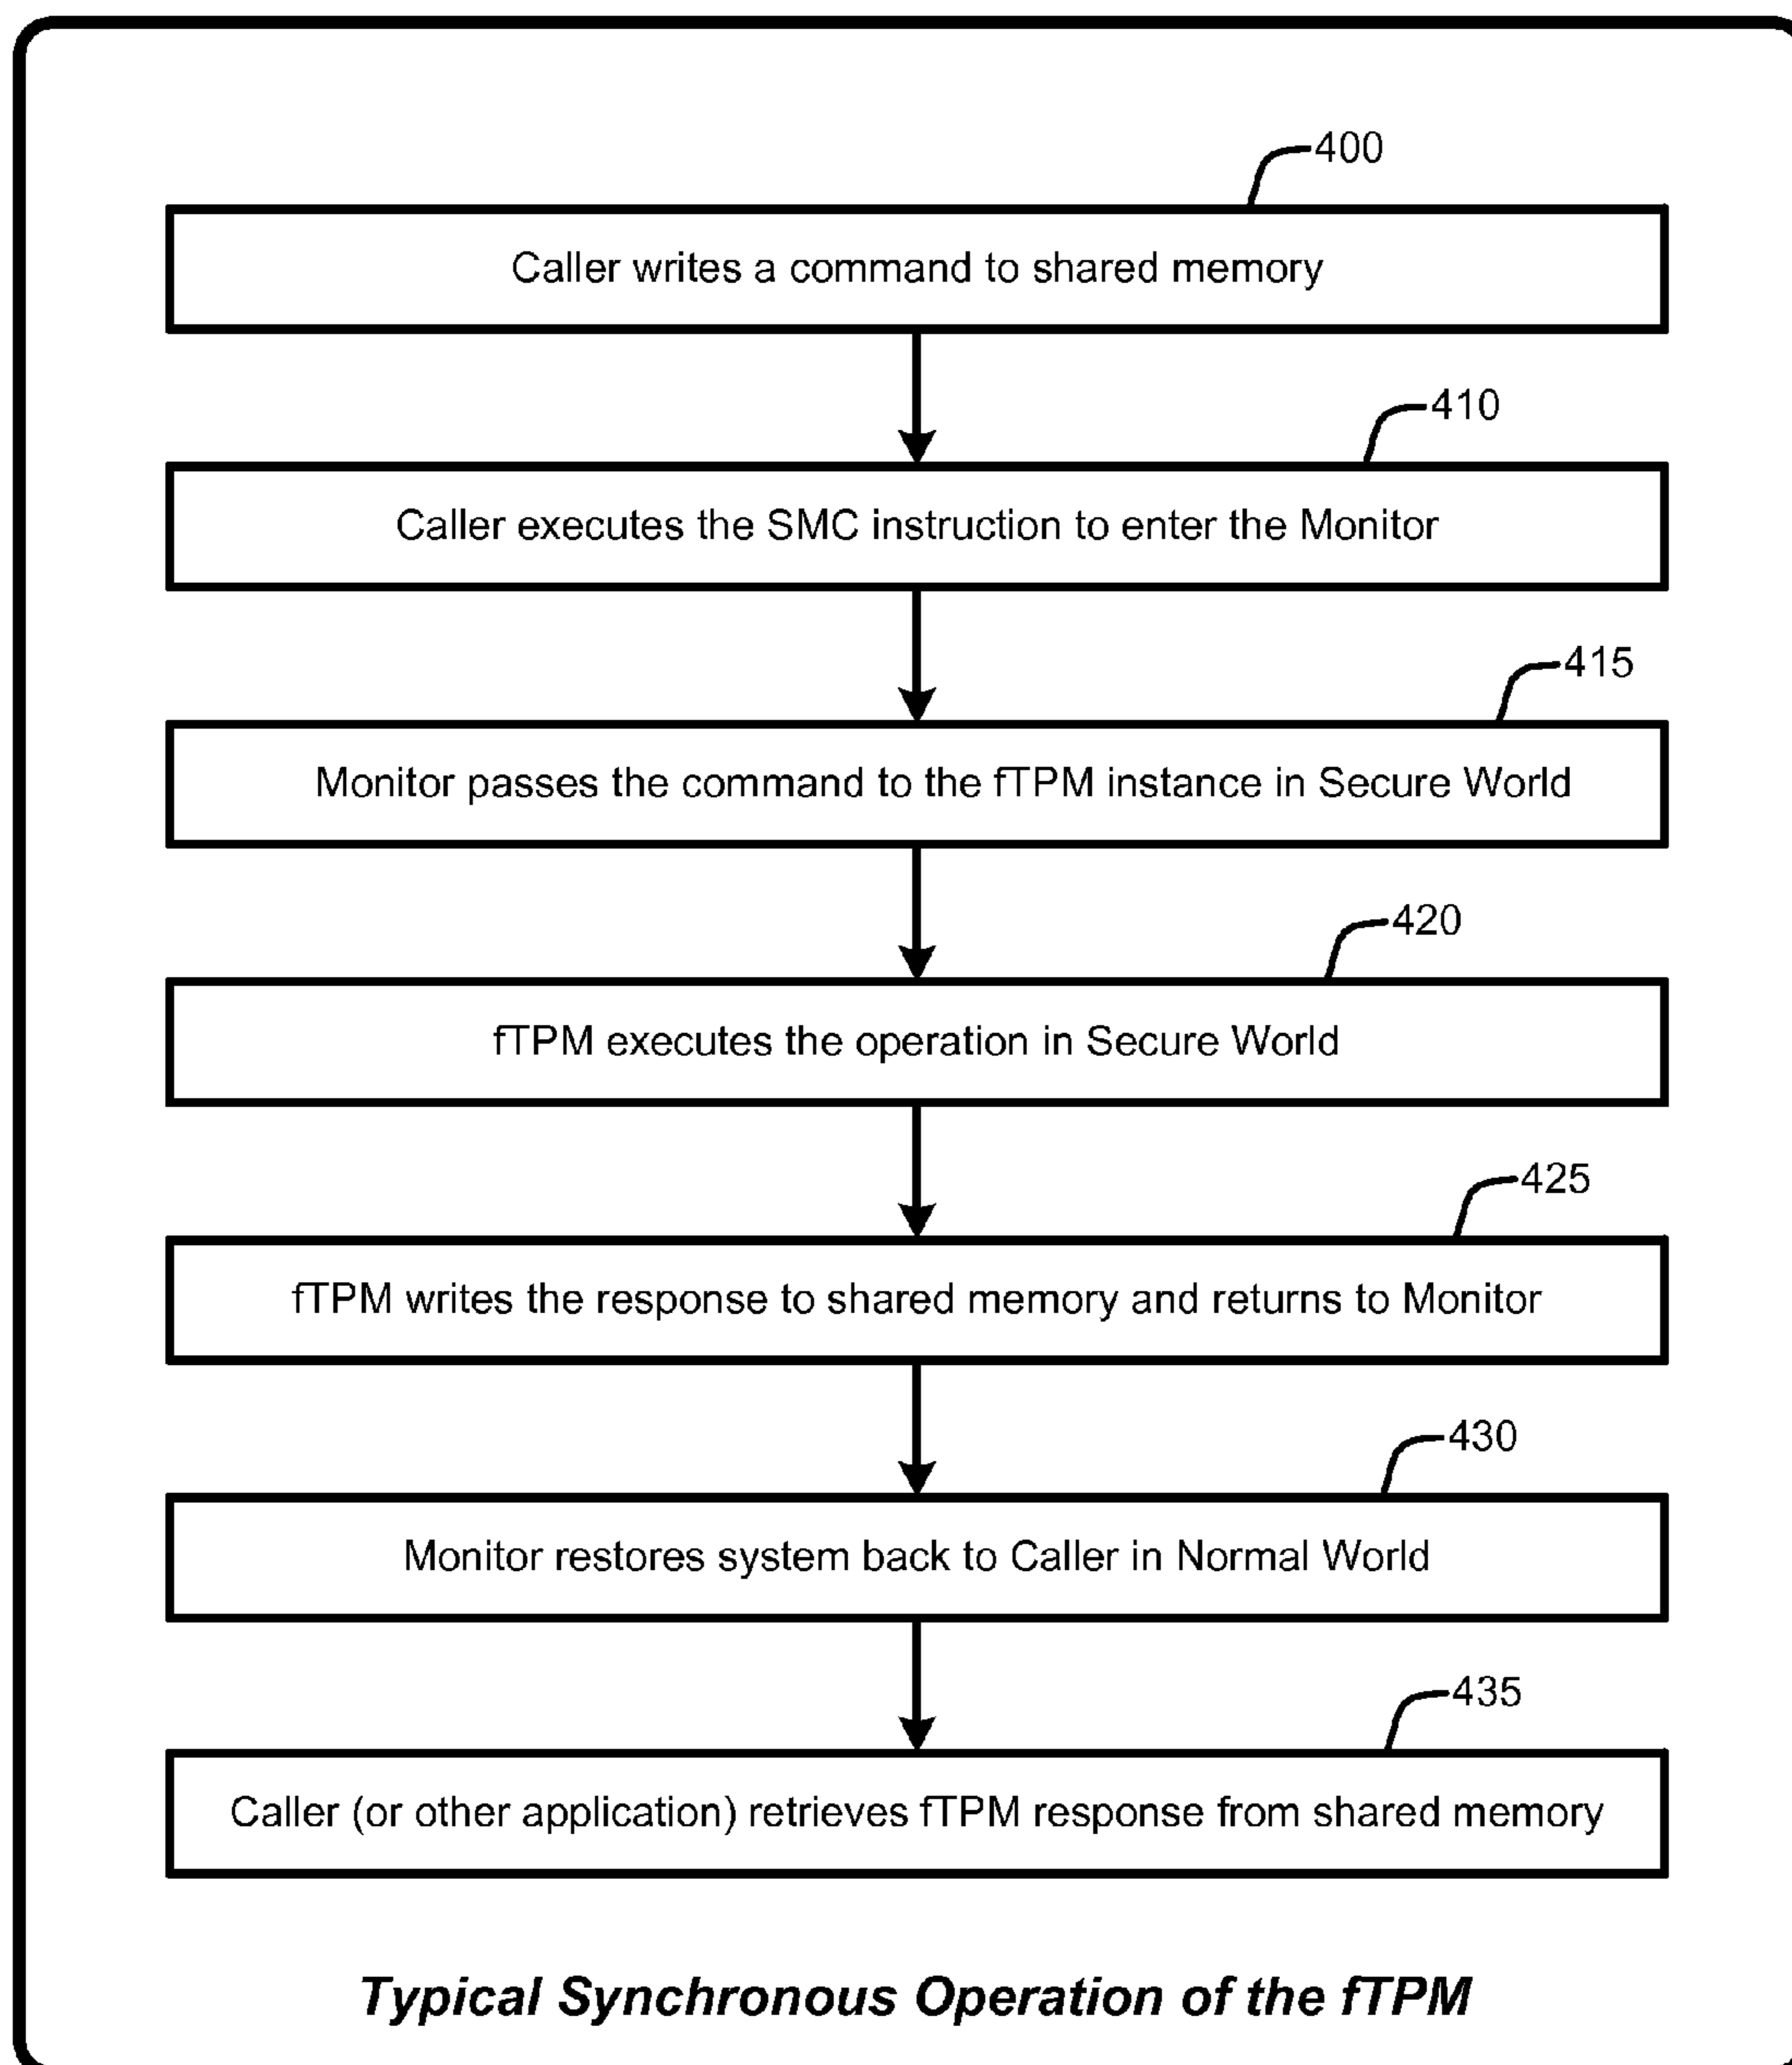 400
Caller writes a command to shared memory
410
Caller executes the SMC instruction to enter the Monitor
415
Monitor passes the command to the fTPM instance in Secure World
420
fTPM executes the operation in Secure World
425
fTPM writes the response to shared memory and returns to Monitor
430
Monitor restores system back to Caller in Normal World
435
Caller (or other application) retrieves fTPM response from shared memory
Typical Synchronous Operation of the fTPM